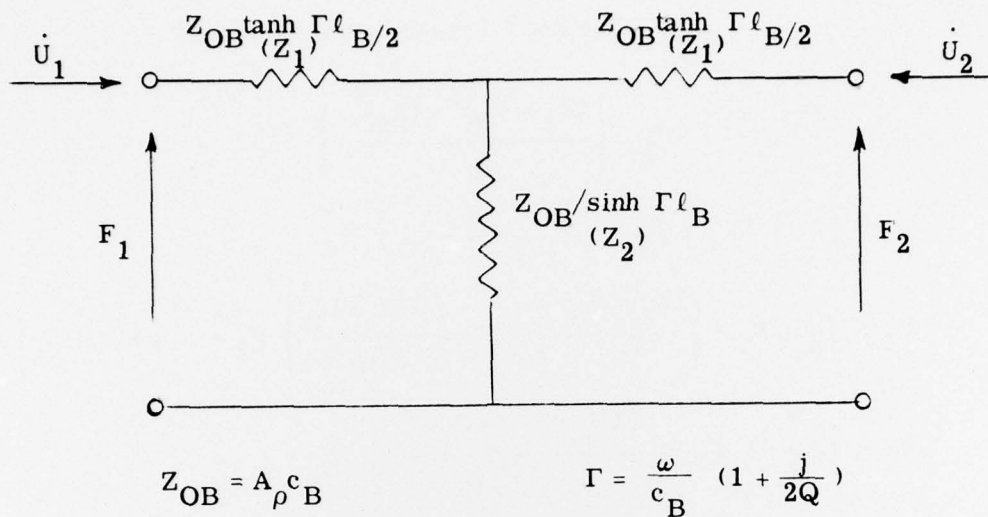 Z_OB tanh Γℓ_B/2
(Z_1)
Z_OB tanh Γℓ_B/2
(Z_1)
U̇_1
U̇_2
Z_OB/sinh Γℓ_B
(Z_2)
F_1
F_2
Z_OB = A_ρ c_B
Γ = ω/c_B (1 + j/2Q)